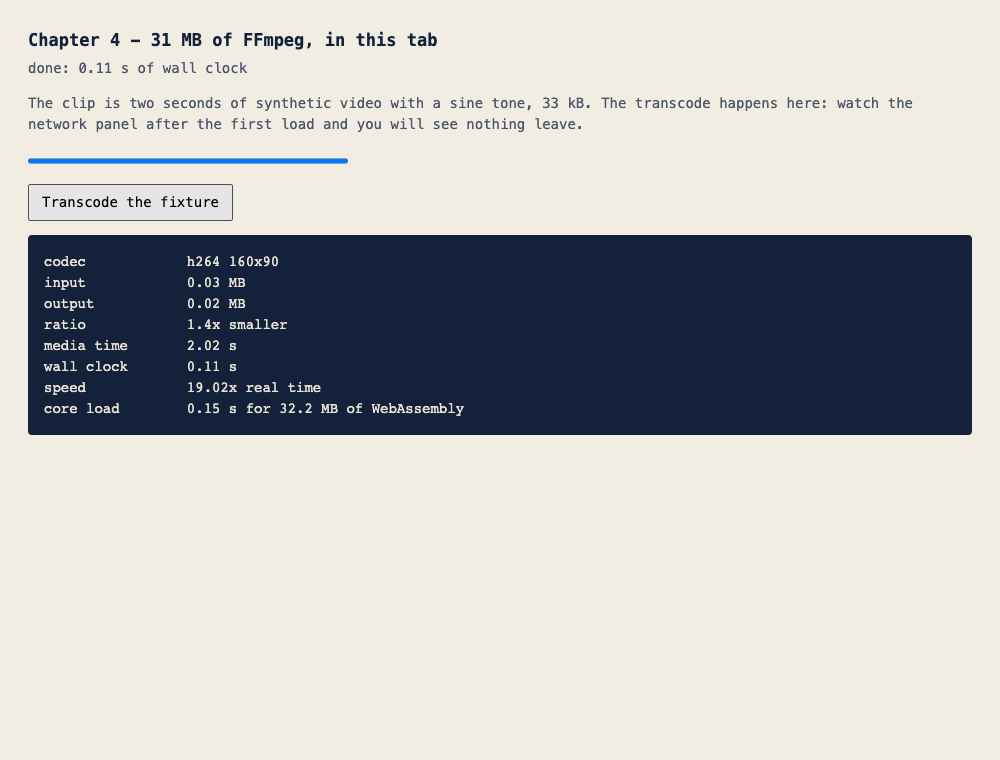 Chapter 4 — 31 MB of FFmpeg, in this tab
done: 0.11 s of wall clock
The clip is two seconds of synthetic video with a sine tone, 33 kB. The transcode happens here: watch the
network panel after the first load and you will see nothing leave.
Transcode the fixture
codec h264 160x90
input 0.03 MB
output 0.02 MB
ratio 1.4x smaller
media time 2.02 s
wall clock 0.11 s
speed 19.02x real time
core load 0.15 s for 32.2 MB of WebAssembly